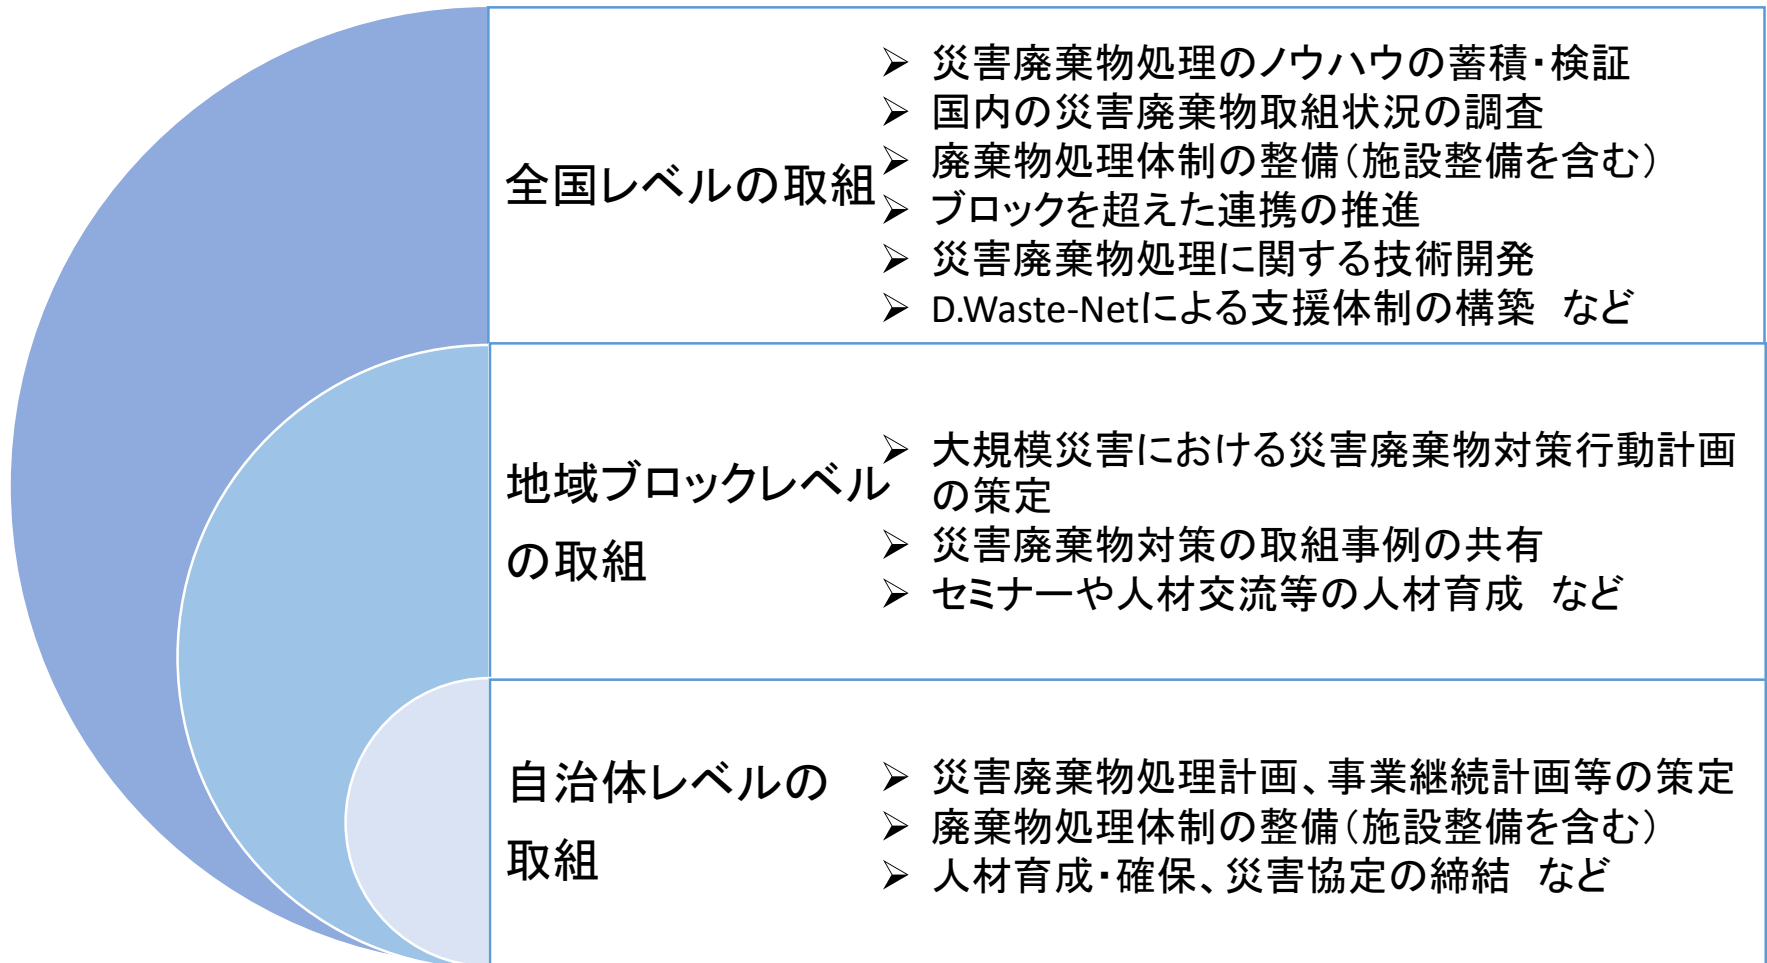 全国レベルの取組
➢ 災害廃棄物処理のノウハウの蓄積・検証
➢ 国内の災害廃棄物取組状況の調査
➢ 廃棄物処理体制の整備（施設整備を含む）
➢ ブロックを超えた連携の推進
➢ 災害廃棄物処理に関する技術開発
➢ D.Waste-Netによる支援体制の構築　など
地域ブロックレベル
の取組
➢ 大規模災害における災害廃棄物対策行動計画
の策定
➢ 災害廃棄物対策の取組事例の共有
➢ セミナーや人材交流等の人材育成　など
自治体レベルの
取組
➢ 災害廃棄物処理計画、事業継続計画等の策定
➢ 廃棄物処理体制の整備（施設整備を含む）
➢ 人材育成・確保、災害協定の締結　など